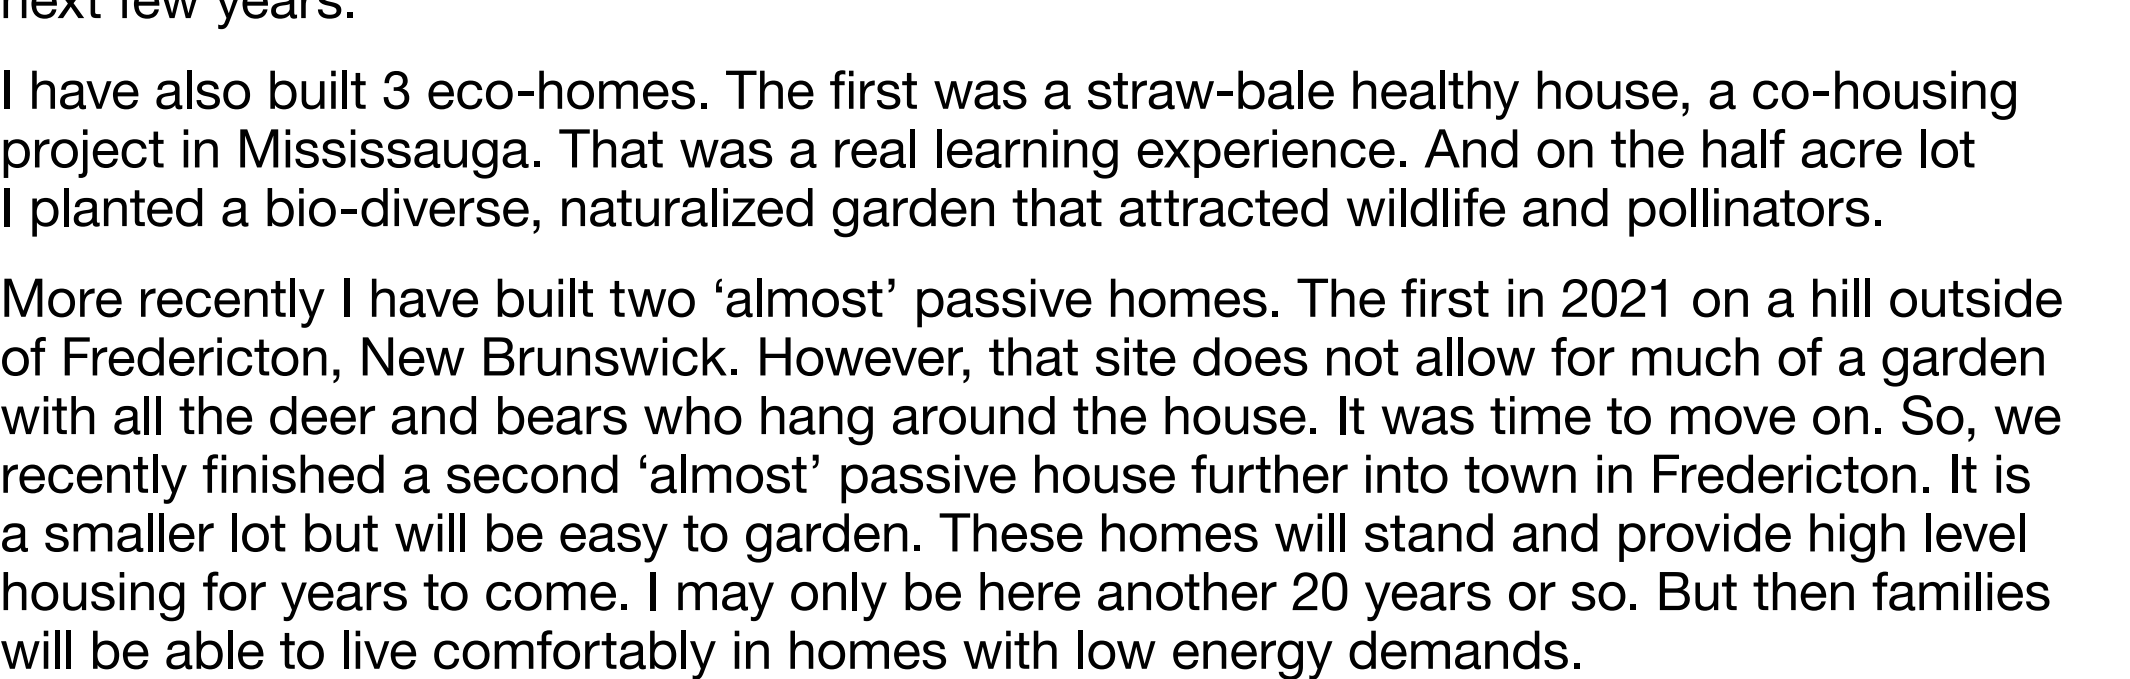 next few years.
I have also built 3 eco-homes. The first was a straw-bale healthy house, a co-housing
project in Mississauga. That was a real learning experience. And on the half acre lot
I planted a bio-diverse, naturalized garden that attracted wildlife and pollinators.
More recently I have built two ‘almost’ passive homes. The first in 2021 on a hill outside
of Fredericton, New Brunswick. However, that site does not allow for much of a garden
with all the deer and bears who hang around the house. It was time to move on. So, we
recently finished a second ‘almost’ passive house further into town in Fredericton. It is
a smaller lot but will be easy to garden. These homes will stand and provide high level
housing for years to come. I may only be here another 20 years or so. But then families
will be able to live comfortably in homes with low energy demands.